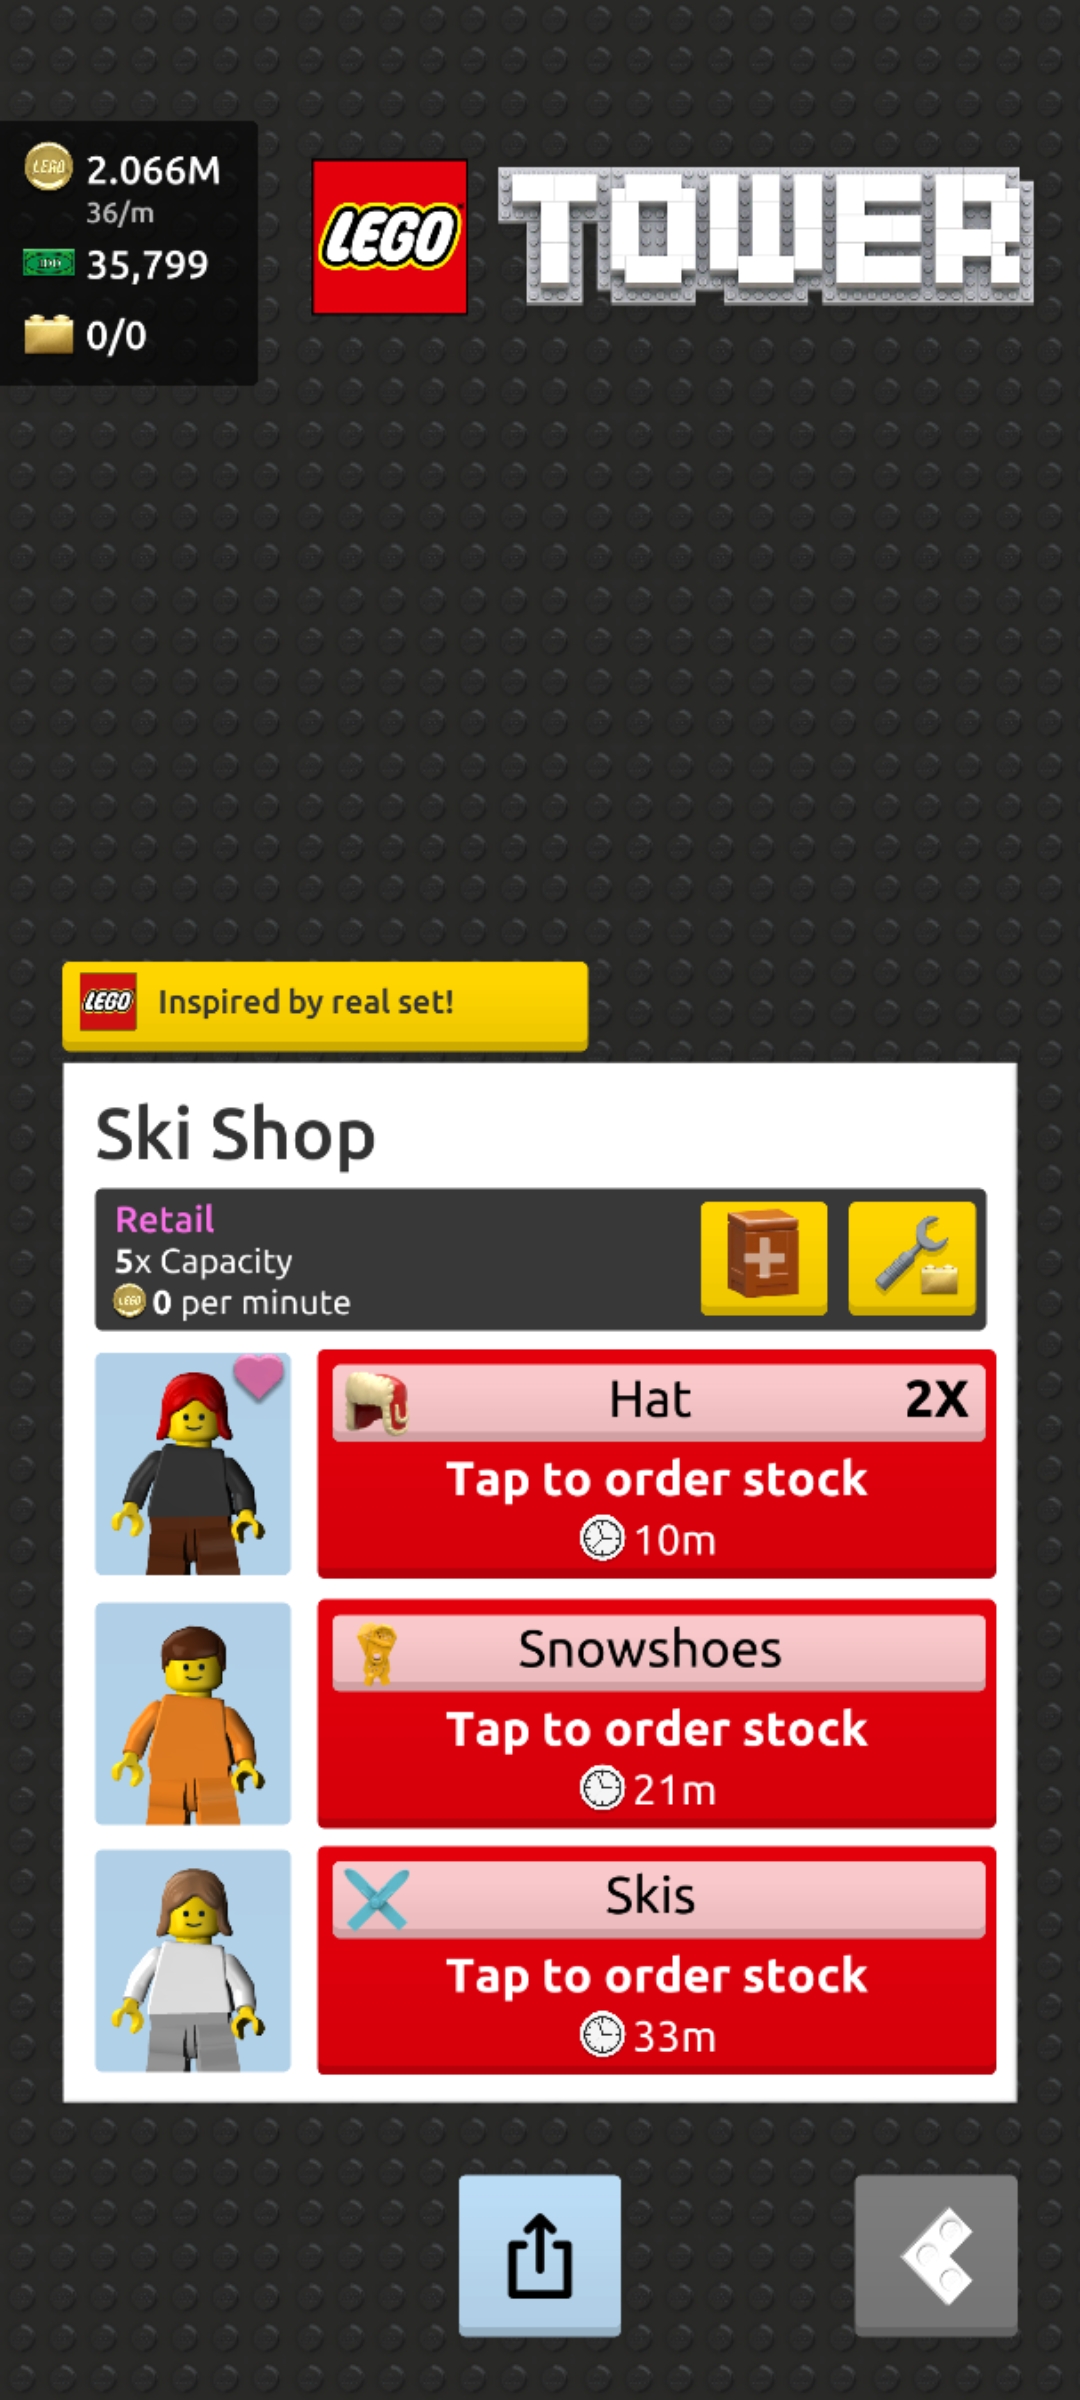 LEGO 2.066M
36/m
35,799
0/0
LEGO TOWER
LEGO Inspired by real set!
Ski Shop
Retail
5x Capacity
LEGO 0 per minute
Hat 2X
Tap to order stock
10m
Snowshoes
Tap to order stock
21m
Skis
Tap to order stock
33m